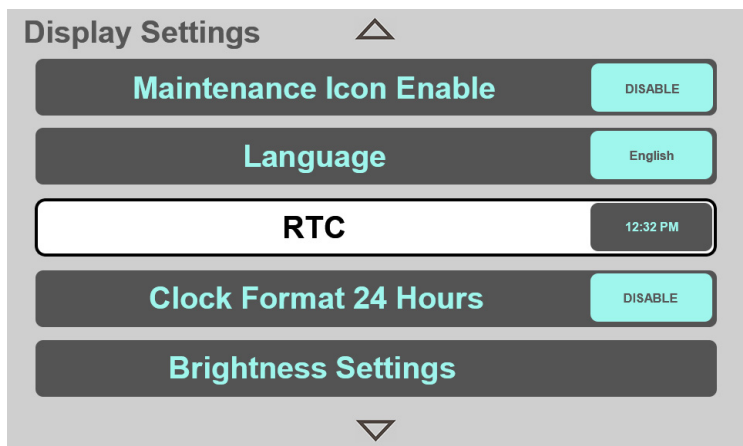 Display Settings
Maintenance Icon Enable DISABLE
Language English
RTC 12:32 PM
Clock Format 24 Hours DISABLE
Brightness Settings